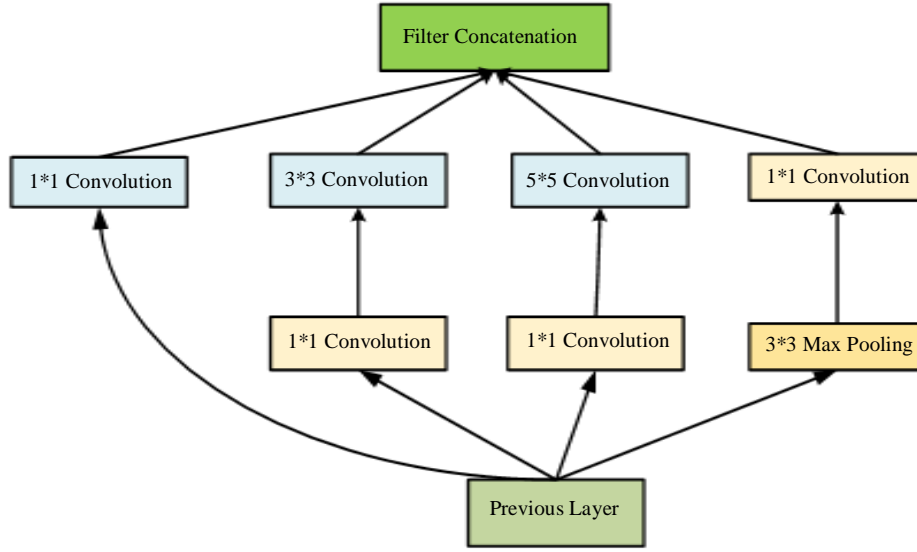 Filter Concatenation
1*1 Convolution
3*3 Convolution
5*5 Convolution
1*1 Convolution
1*1 Convolution
1*1 Convolution
3*3 Max Pooling
Previous Layer